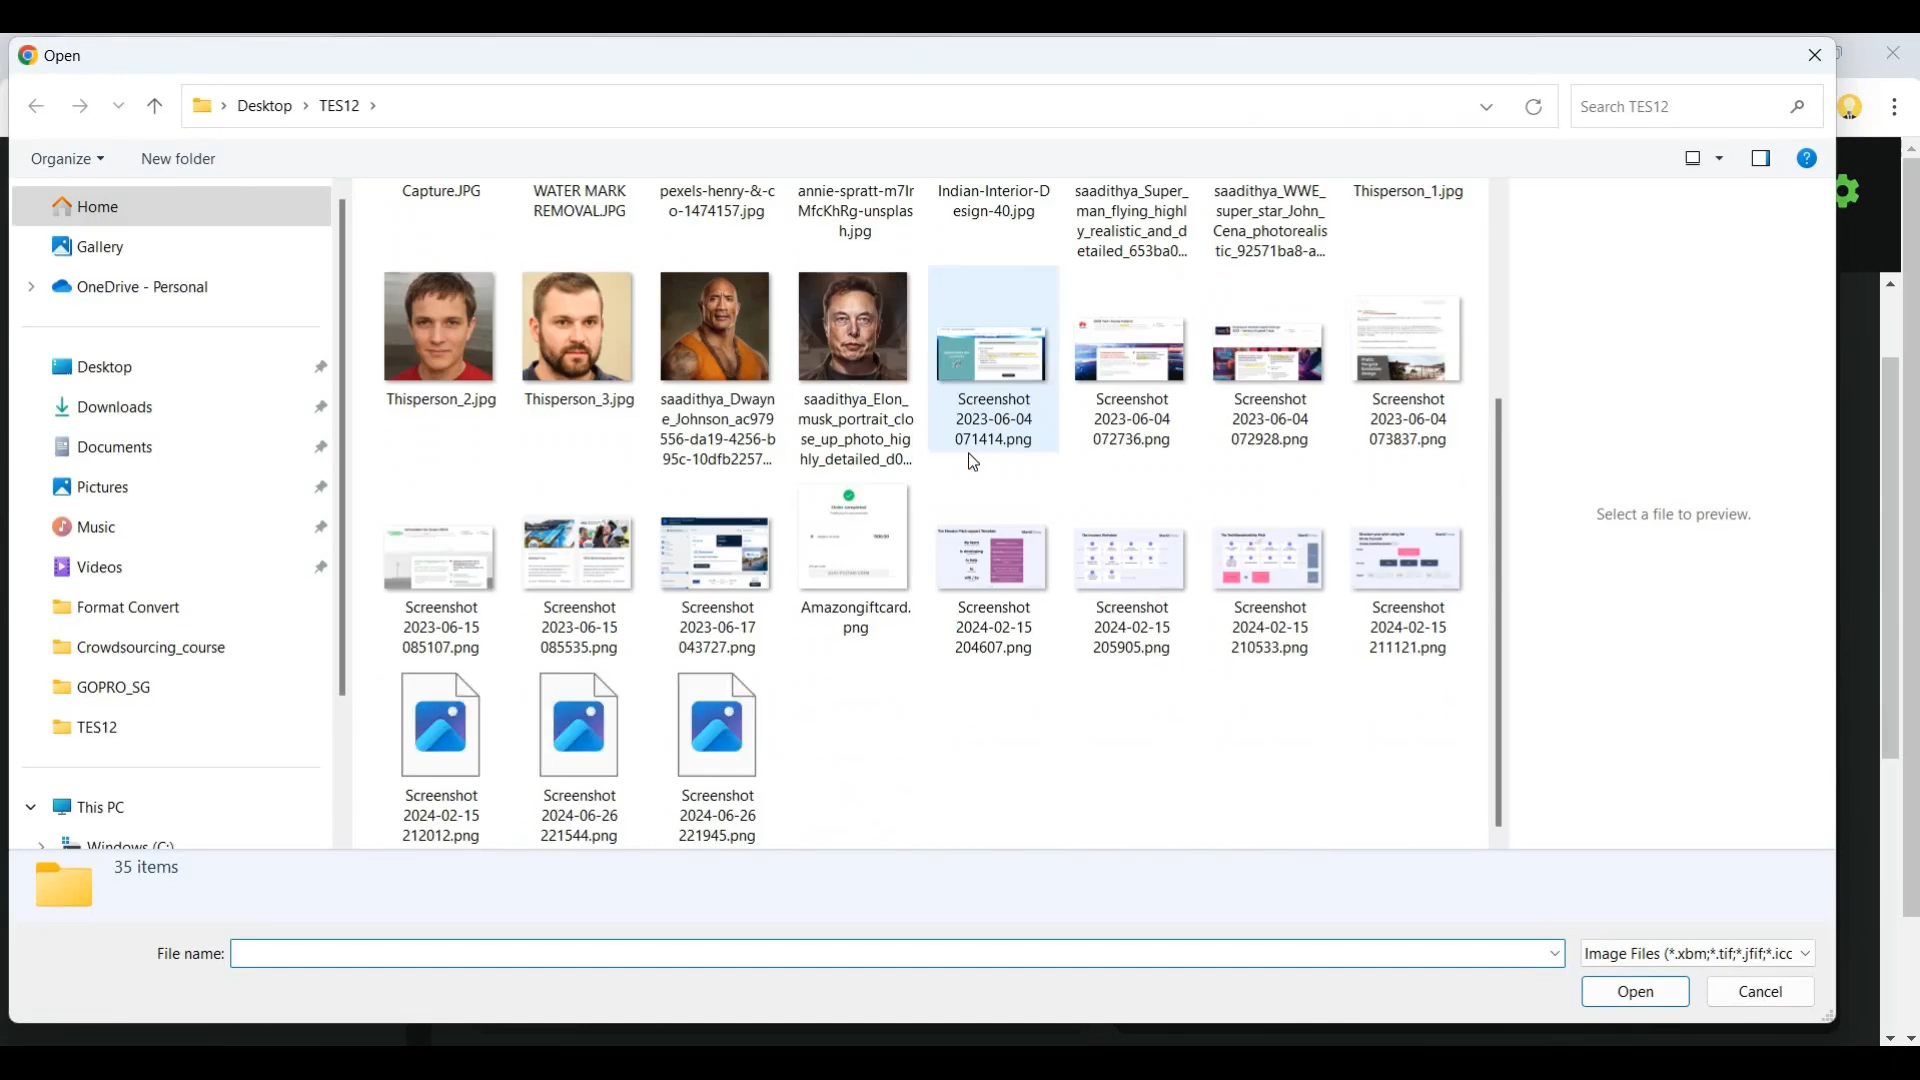 Open
Desktop
TES12
Search TES12
Organize
New folder
Home
Gallery
OneDrive - Personal
Desktop
Downloads
Documents
Pictures
Music
Videos
Format Convert
Crowdsourcing_course
GOPRO_SG
TES12
This PC
Windows (C:)
Capture.JPG
WATER MARK
REMOVAL.JPG
pexels-henry-&-c
o-1474157.jpg
annie-spratt-m7Ir
MfcKhRg-unsplas
h.jpg
Indian-Interior-D
esign-40.jpg
saadithya_Super_
man_flying_highl
y_realistic_and_d
etailed_653ba0...
saadithya_WWE_
super_star_John_
Cena_photorealis
tic_92571ba8-a...
Thisperson_1.jpg
Thisperson_2.jpg
Thisperson_3.jpg
saadithya_Dwayn
e_Johnson_ac979
556-da19-4256-b
95c-10dfb2257...
saadithya_Elon_
musk_portrait_clo
se_up_photo_hig
hly_detailed_d0...
Screenshot
2023-06-04
071414.png
Screenshot
2023-06-04
072736.png
Screenshot
2023-06-04
072928.png
Screenshot
2023-06-04
073837.png
Screenshot
2023-06-15
085107.png
Screenshot
2023-06-15
085535.png
Screenshot
2023-06-17
043727.png
Amazongiftcard.
png
Screenshot
2024-02-15
204607.png
Screenshot
2024-02-15
205905.png
Screenshot
2024-02-15
210533.png
Screenshot
2024-02-15
211121.png
Screenshot
2024-02-15
212012.png
Screenshot
2024-06-26
221544.png
Screenshot
2024-06-26
221945.png
Select a file to preview.
35 items
File name:
Image Files (*.xbm;*.tif;*.jfif;*.icc
Open
Cancel